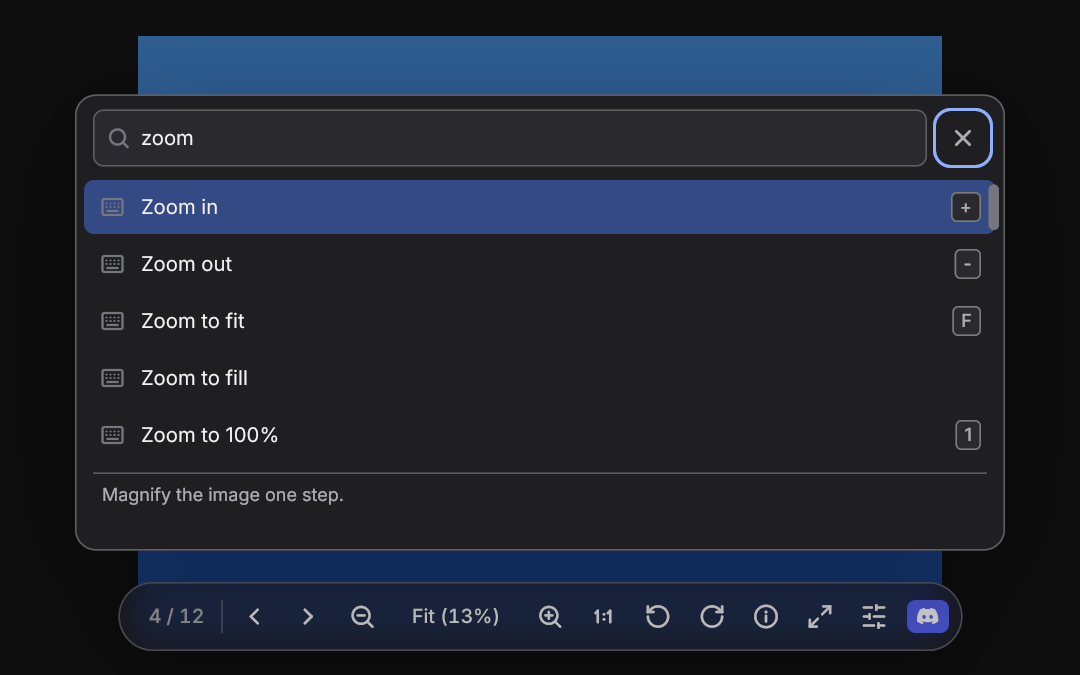 zoom
Zoom in +
Zoom out -
Zoom to fit F
Zoom to fill
Zoom to 100% 1
Magnify the image one step.
4 / 12 Fit (13%) 1:1